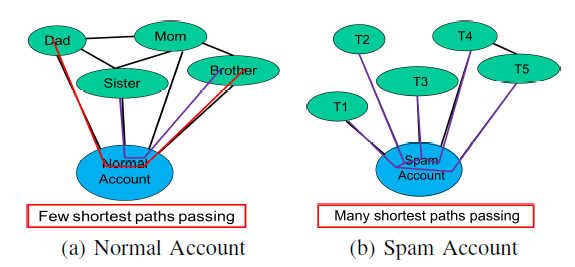 Dad
Mom
Sister
Brother
Normal
Account
Few shortest paths passing
(a) Normal Account
T2
T4
T3
T5
T1
Spam
Account
Many shortest paths passing
(b) Spam Account